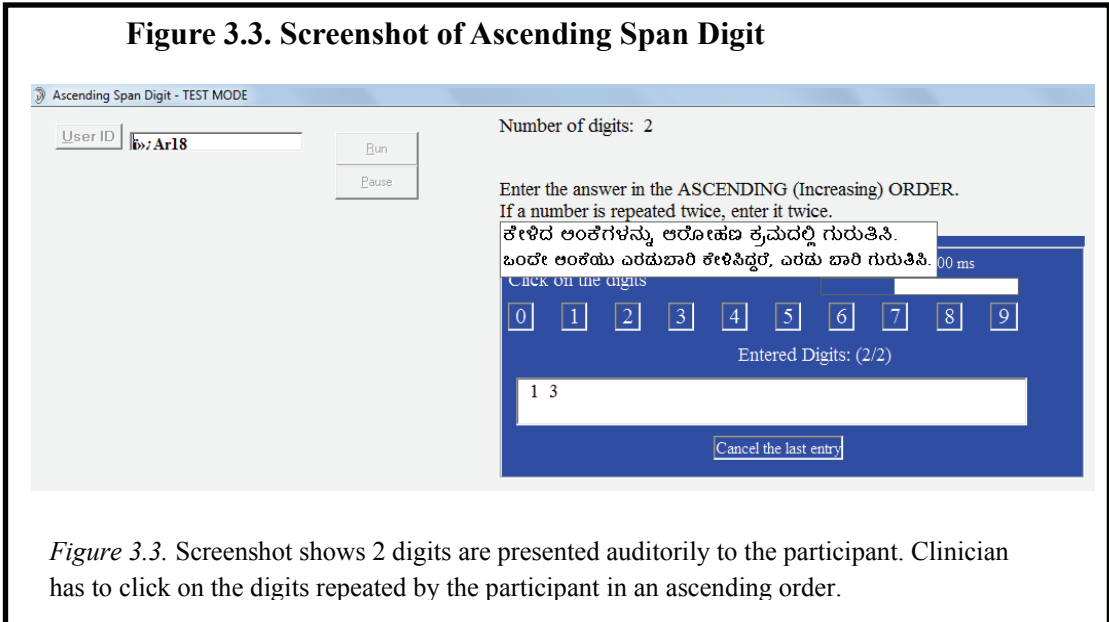 Figure 3.3. Screenshot of Ascending Span Digit
Ascending Span Digit - TEST MODE
User ID
ï»¿Ar18
Run
Pause
Number of digits: 2
Enter the answer in the ASCENDING (Increasing) ORDER.
If a number is repeated twice, enter it twice.
ಕೇಳಿದ ಅಂಕೆಗಳನ್ನು ಆರೋಹಣ ಕ್ರಮದಲ್ಲಿ ಗುರುತಿಸಿ.
ಒಂದೇ ಅಂಕೆಯು ಎರಡುಬಾರಿ ಕೇಳಿಸಿದ್ದರೆ, ಎರಡು ಬಾರಿ ಗುರುತಿಸಿ.
00 ms
Click on the digits
0 1 2 3 4 5 6 7 8 9
Entered Digits: (2/2)
1 3
Cancel the last entry
Figure 3.3. Screenshot shows 2 digits are presented auditorily to the participant. Clinician
has to click on the digits repeated by the participant in an ascending order.